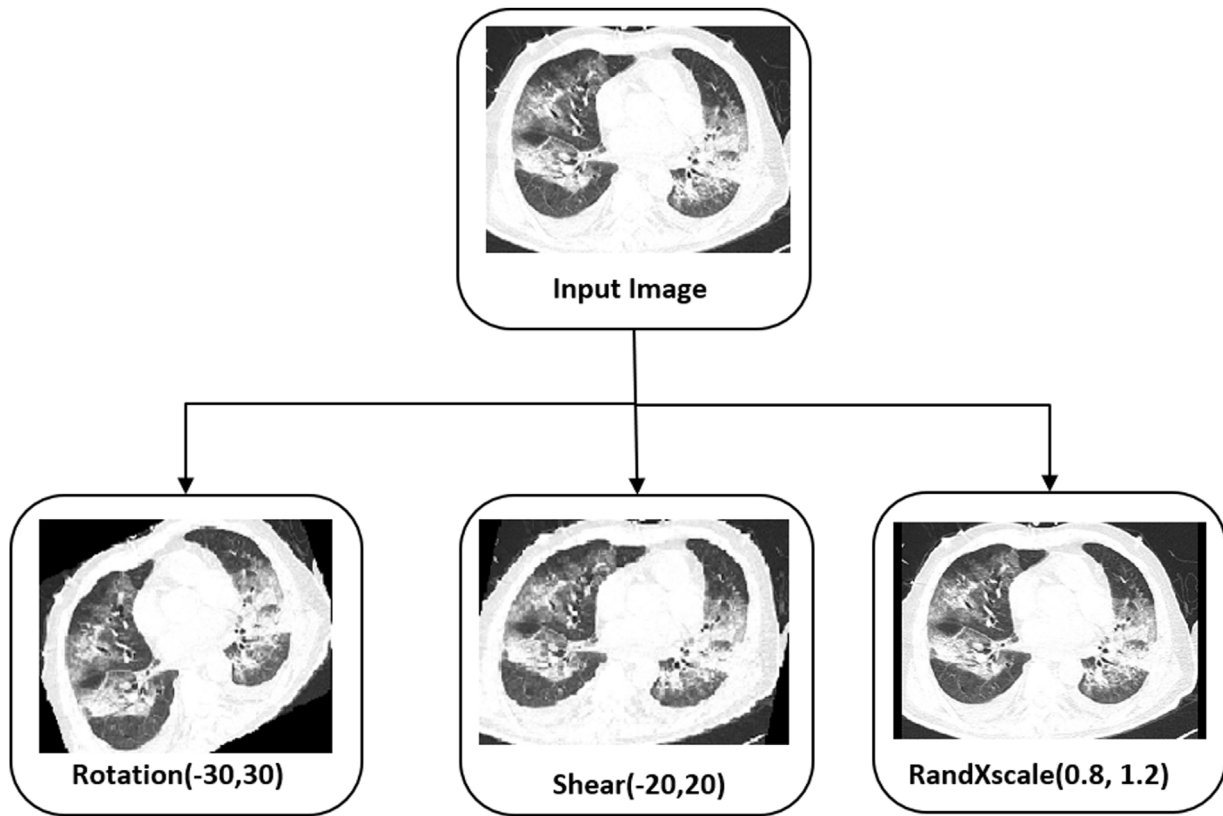 Input Image
Rotation(-30,30)
Shear(-20,20)
RandXscale(0.8, 1.2)